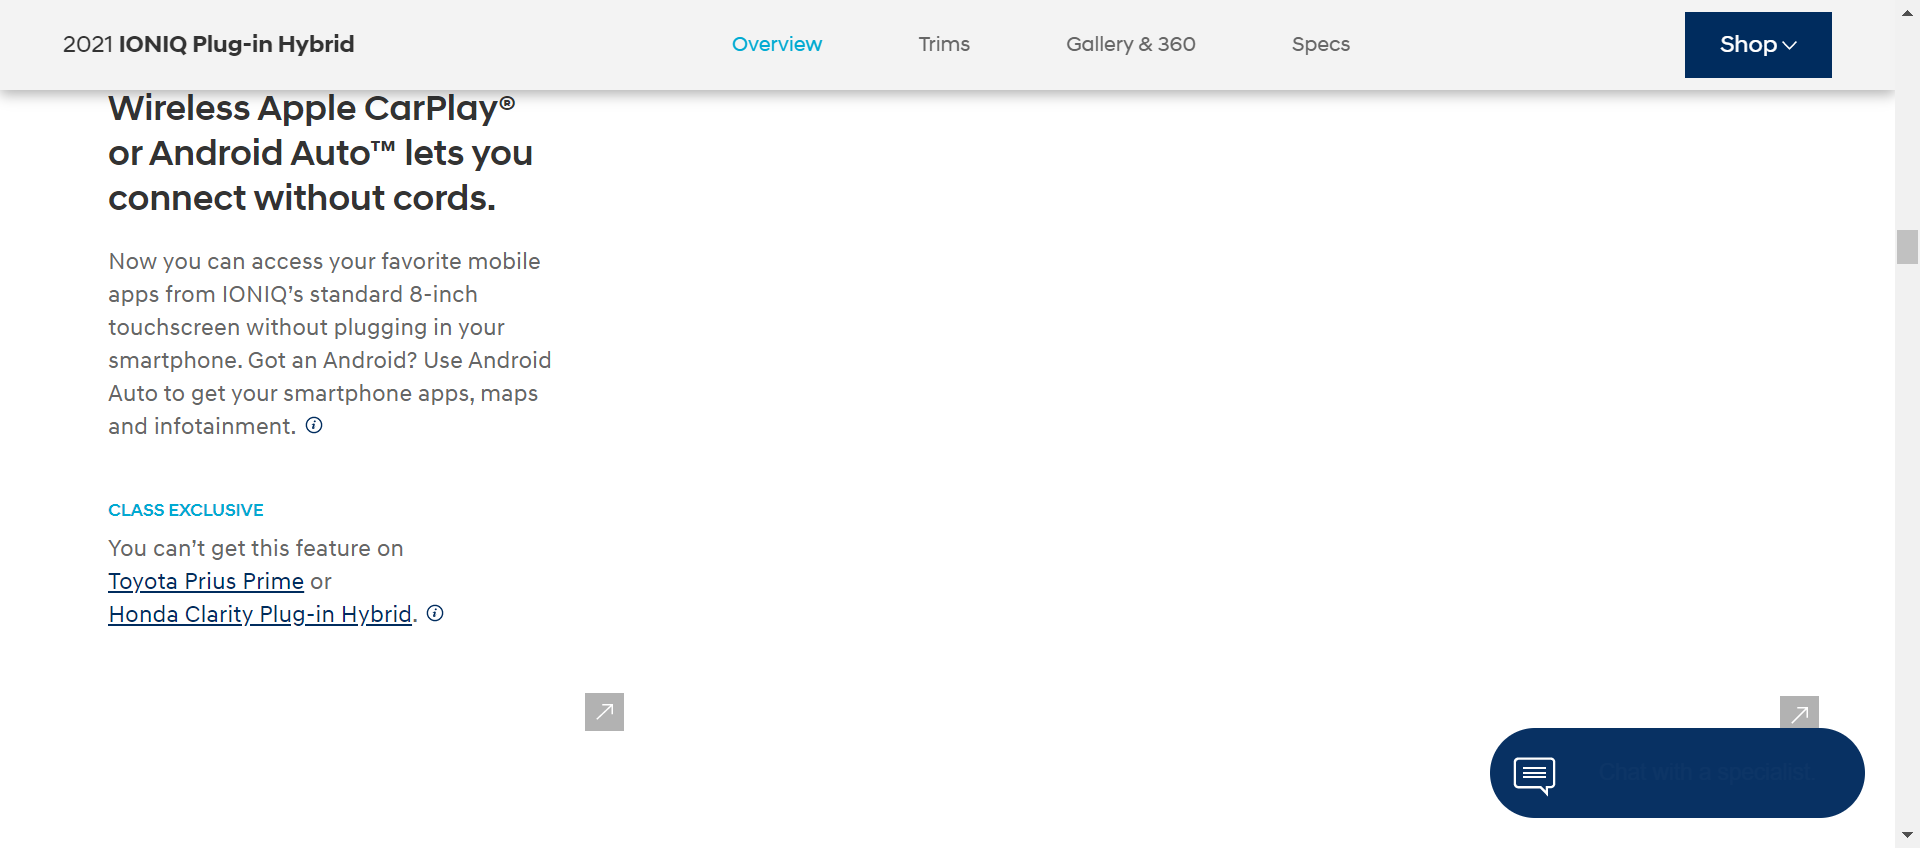 2021 IONIQ Plug-in Hybrid
Overview
Trims
Gallery & 360
Specs
Shop
Wireless Apple CarPlay®
or Android Auto™ lets you
connect without cords.
Now you can access your favorite mobile
apps from IONIQ’s standard 8-inch
touchscreen without plugging in your
smartphone. Got an Android? Use Android
Auto to get your smartphone apps, maps
and infotainment.
CLASS EXCLUSIVE
You can’t get this feature on
Toyota Prius Prime or
Honda Clarity Plug-in Hybrid.
Chat with a specialist